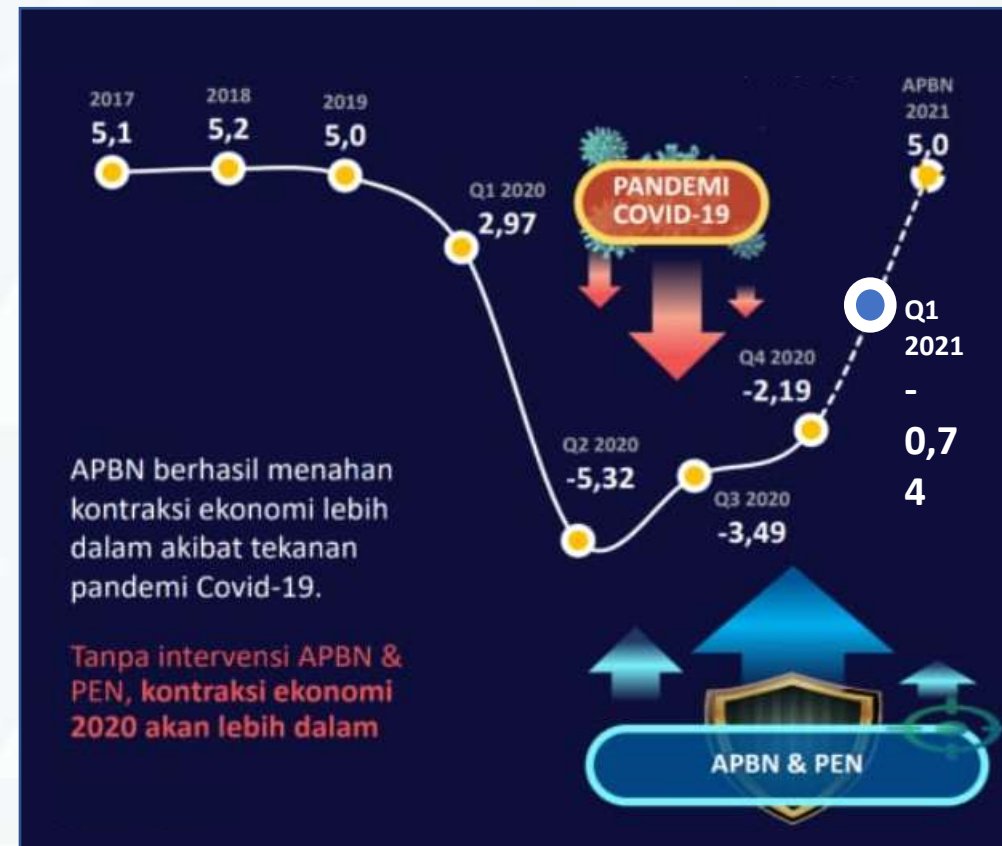 2017
5,1
2018
5,2
2019
5,0
Q1 2020
2,97
PANDEMI
COVID-19
APBN
2021
5,0
Q1
2021
-
0,7
4
Q4 2020
-2,19
Q2 2020
-5,32
Q3 2020
-3,49
APBN berhasil menahan
kontraksi ekonomi lebih
dalam akibat tekanan
pandemi Covid-19.
Tanpa intervensi APBN &
PEN, kontraksi ekonomi
2020 akan lebih dalam
APBN & PEN